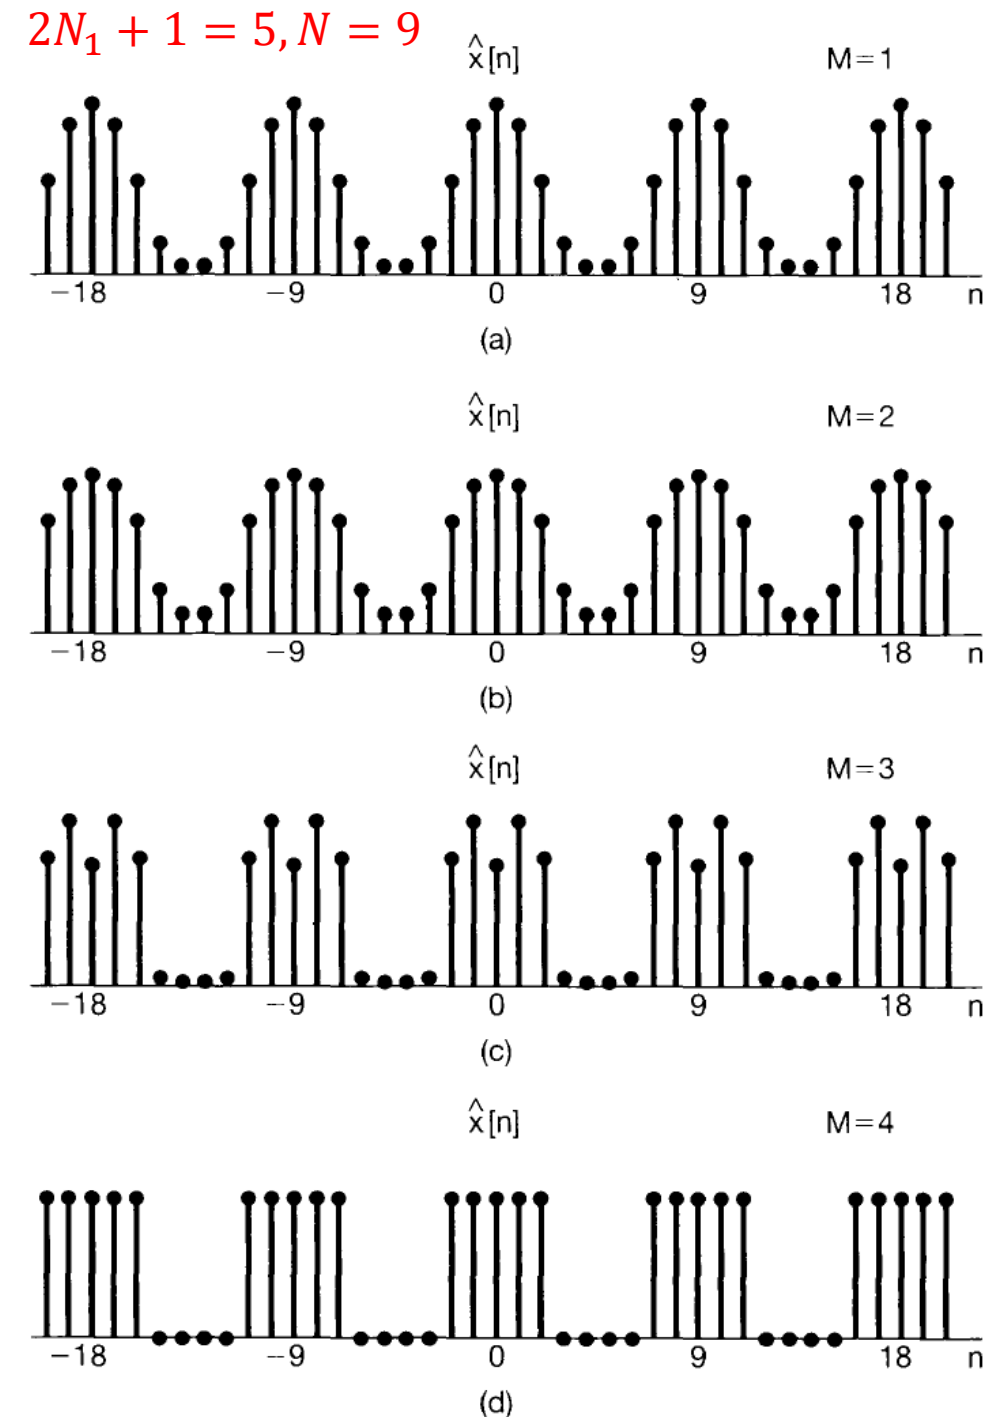 2N₁ + 1 = 5, N = 9
x̂[n] M=1
−18 −9 0 9 18 n
(a)
x̂[n] M=2
−18 −9 0 9 18 n
(b)
x̂[n] M=3
−18 −9 0 9 18 n
(c)
x̂[n] M=4
−18 −9 0 9 18 n
(d)